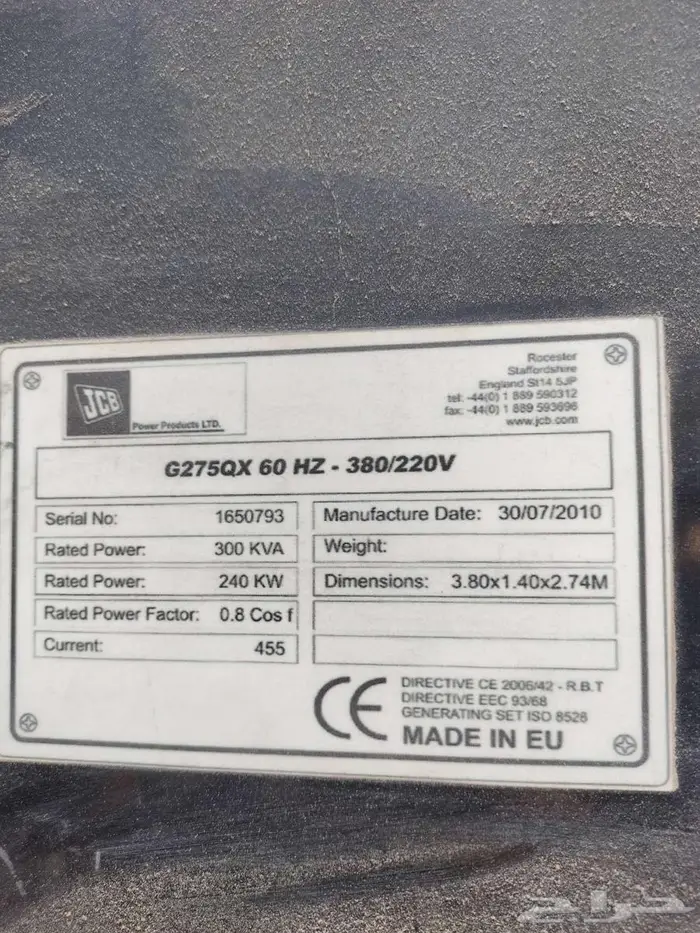 JCB
Power Products LTD.
Rocester
Staffordshire
England St14 5JP
tel: -44(0) 1 889 590312
fax: -44(0) 1 889 593696
www.jcb.com
G275QX 60 HZ - 380/220V
Serial No: 1650793
Rated Power: 300 KVA
Rated Power: 240 KW
Rated Power Factor: 0.8 Cos f
Current: 455
Manufacture Date: 30/07/2010
Weight:
Dimensions: 3.80x1.40x2.74M
CE
DIRECTIVE CE 2006/42 - R.B.T
DIRECTIVE EEC 93/68
GENERATING SET ISO 8528
MADE IN EU
حراج